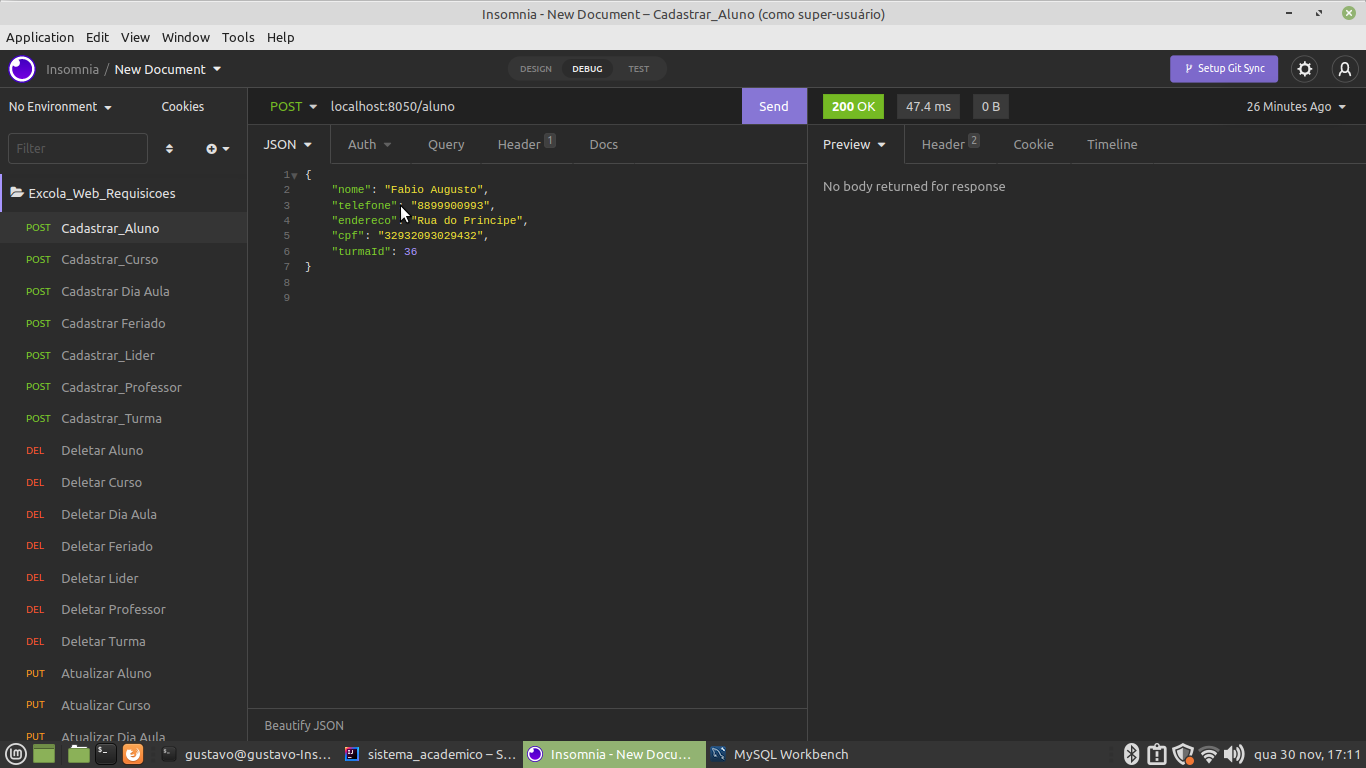 Insomnia - New Document – Cadastrar_Aluno (como super-usuário)
Application Edit View Window Tools Help
Insomnia / New Document
DESIGN DEBUG TEST
Setup Git Sync
No Environment Cookies
POST localhost:8050/aluno Send
200 OK 47.4 ms 0 B 26 Minutes Ago
Filter
JSON Auth Query Header 1 Docs
Preview Header 2 Cookie Timeline
Excola_Web_Requisicoes
POST Cadastrar_Aluno
POST Cadastrar_Curso
POST Cadastrar Dia Aula
POST Cadastrar Feriado
POST Cadastrar_Lider
POST Cadastrar_Professor
POST Cadastrar_Turma
DEL Deletar Aluno
DEL Deletar Curso
DEL Deletar Dia Aula
DEL Deletar Feriado
DEL Deletar Lider
DEL Deletar Professor
DEL Deletar Turma
PUT Atualizar Aluno
PUT Atualizar Curso
PUT Atualizar Dia Aula
1 {
2 "nome": "Fabio Augusto",
3 "telefone": "8899900993",
4 "endereco": "Rua do Principe",
5 "cpf": "32932093029432",
6 "turmaId": 36
7 }
8
9
No body returned for response
Beautify JSON
gustavo@gustavo-Ins... sistema_academico – S... Insomnia - New Docu... MySQL Workbench qua 30 nov, 17:11